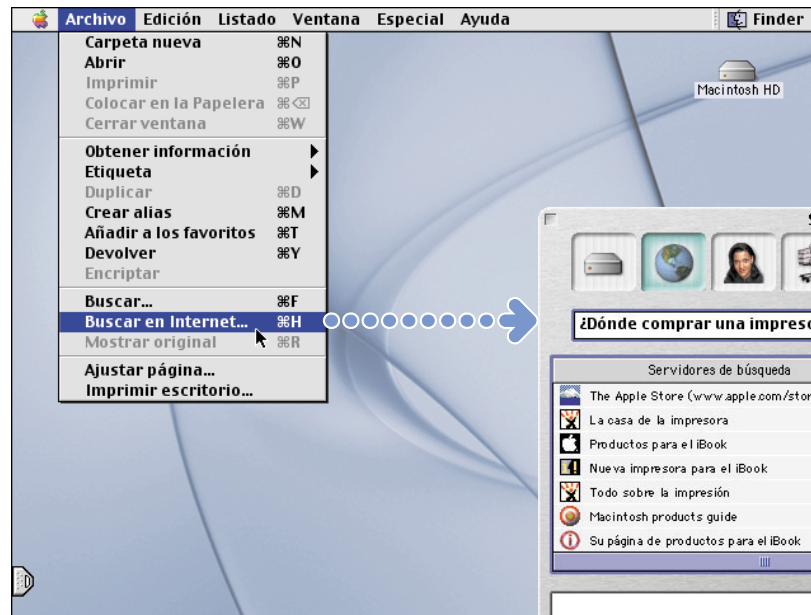 Archivo Edición Listado Ventana Especial Ayuda Finder
Carpeta nueva ⌘N
Abrir ⌘O
Imprimir ⌘P
Colocar en la Papelera ⌘⌫
Cerrar ventana ⌘W
Obtener información
Etiqueta
Duplicar ⌘D
Crear alias ⌘M
Añadir a los favoritos ⌘T
Devolver ⌘Y
Encriptar
Buscar... ⌘F
Buscar en Internet... ⌘H
Mostrar original ⌘R
Ajustar página...
Imprimir escritorio...
Macintosh HD
¿Dónde comprar una impres
Servidores de búsqueda
The Apple Store (www.apple.com/stor
La casa de la impresora
Productos para el iBook
Nueva impresora para el iBook
Todo sobre la impresión
Macintosh products guide
Su página de productos para el iBook